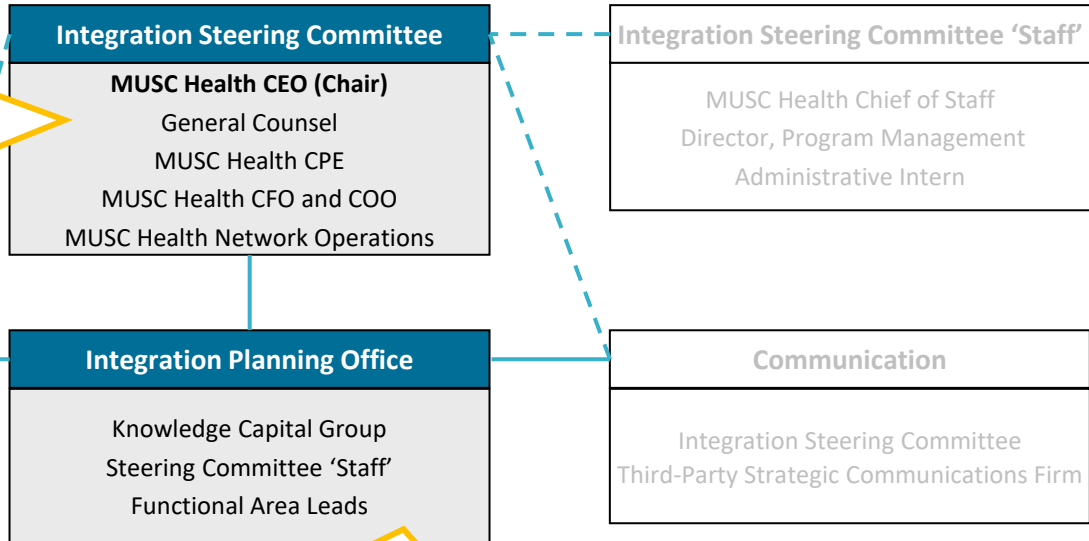 Integration Steering Committee
MUSC Health CEO (Chair)
General Counsel
MUSC Health CPE
MUSC Health CFO and COO
MUSC Health Network Operations
Integration Steering Committee ‘Staff’
MUSC Health Chief of Staff
Director, Program Management
Administrative Intern
Integration Planning Office
Knowledge Capital Group
Steering Committee ‘Staff’
Functional Area Leads
Communication
Integration Steering Committee
Third-Party Strategic Communications Firm